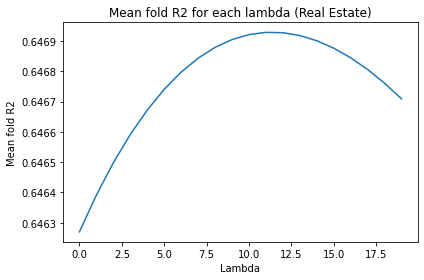 Mean fold R2 for each lambda (Real Estate)
Mean fold R2
0.6469
0.6468
0.6467
0.6466
0.6465
0.6464
0.6463
0.0 2.5 5.0 7.5 10.0 12.5 15.0 17.5
Lambda